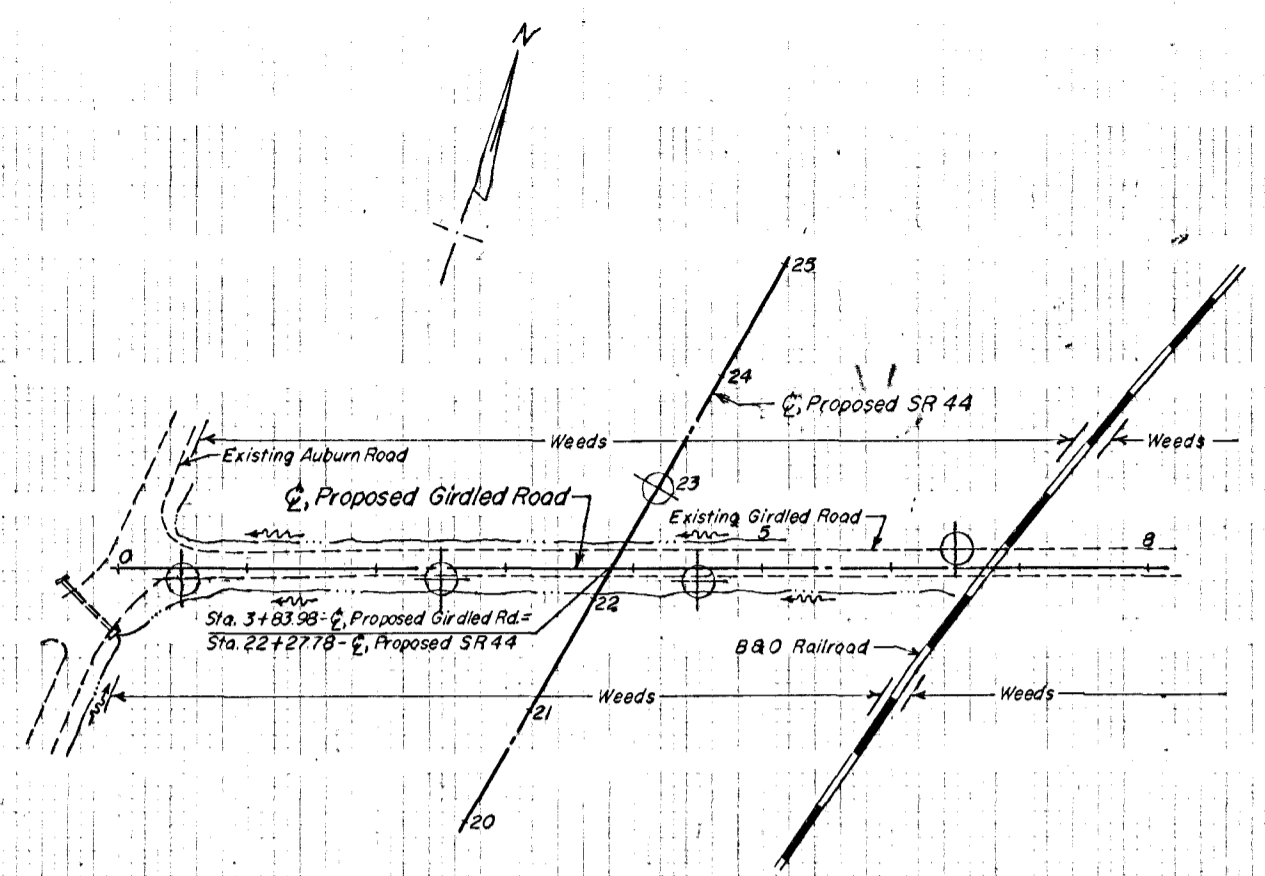 N
25
24
℄, Proposed SR 44
Weeds
Weeds
Existing Auburn Road
23
℄, Proposed Girdled Road
Existing Girdled Road
5
8
0
22
Sta. 3+83.98-℄, Proposed Girdled Rd.=
Sta. 22+27.78-℄, Proposed SR 44
B&O Railroad
Weeds
Weeds
21
20